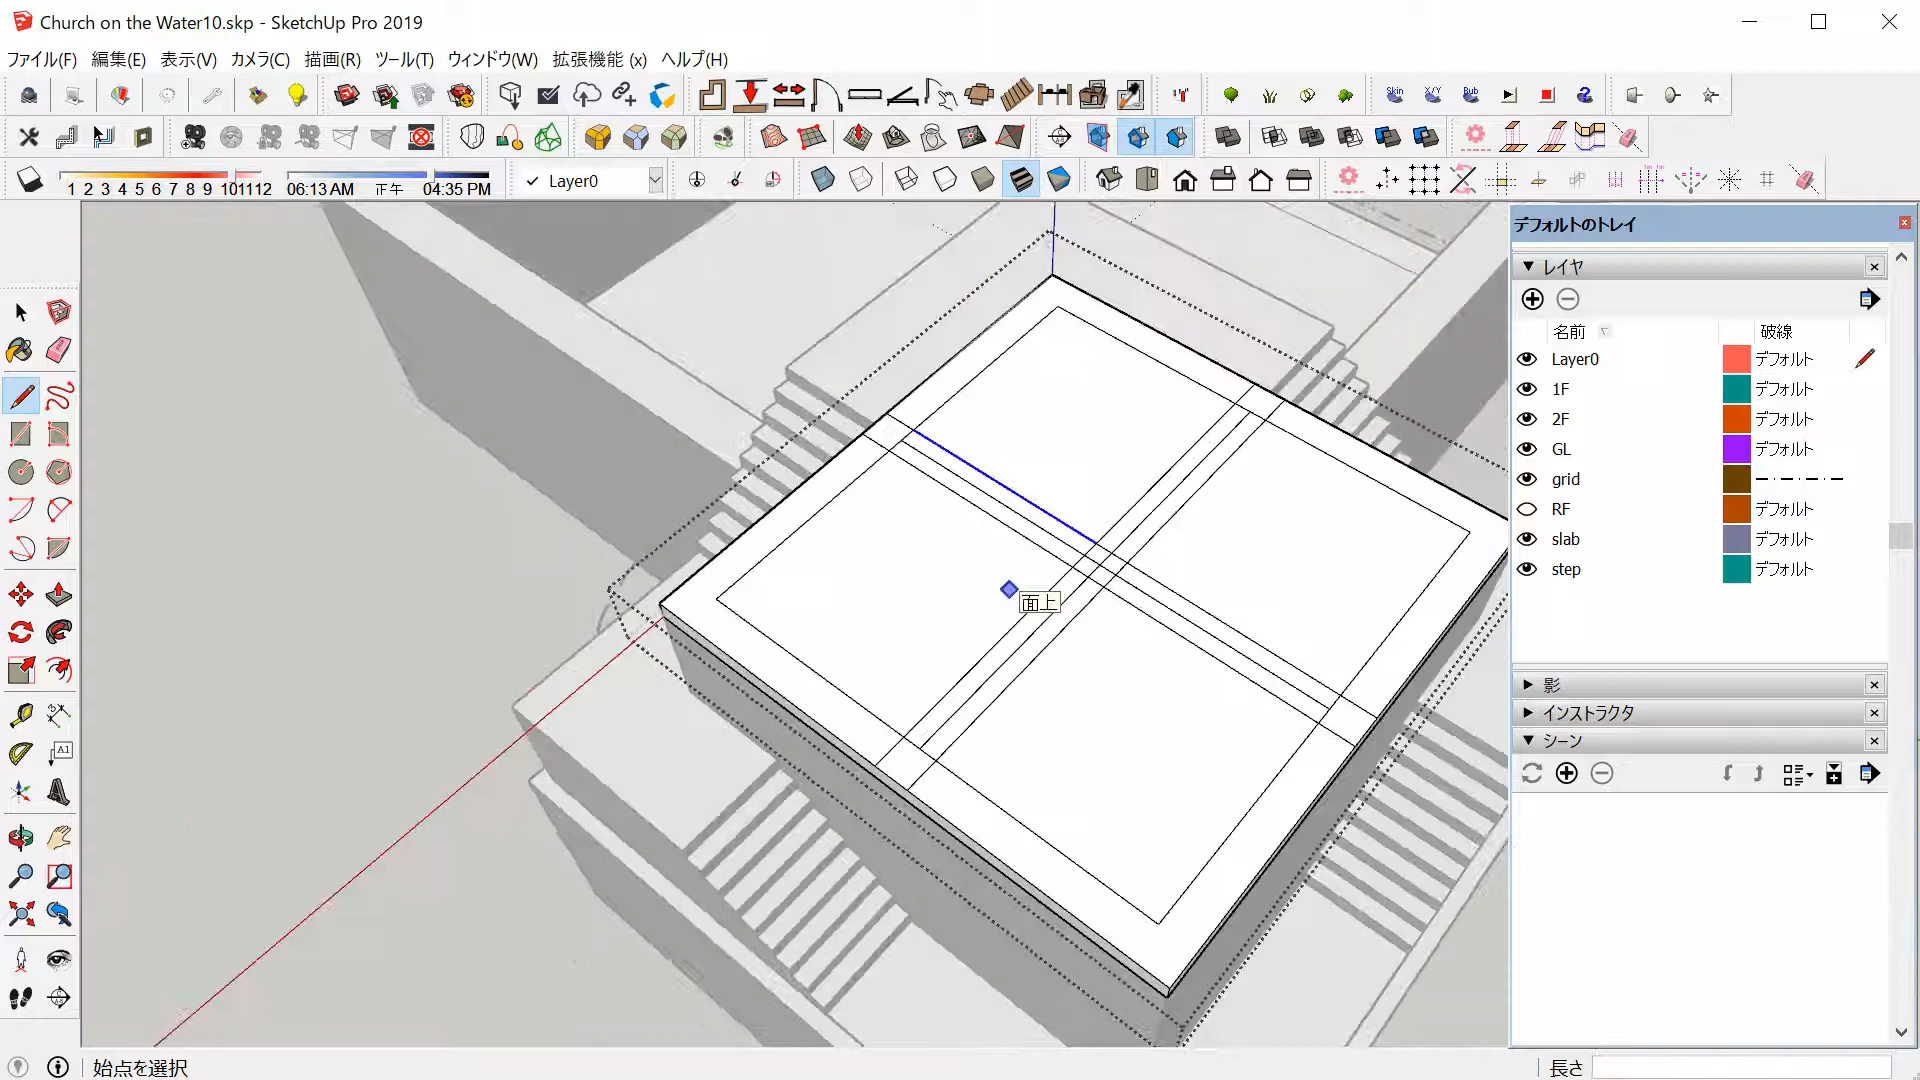 Church on the Water10.skp - SketchUp Pro 2019
ファイル(F) 編集(E) 表示(V) カメラ(C) 描画(R) ツール(T) ウィンドウ(W) 拡張機能 (x) ヘルプ(H)
Skin X/Y Bub
1 2 3 4 5 6 7 8 9 101112 06:13 AM 正午 04:35 PM Layer0
デフォルトのトレイ
レイヤ
名前 破線
Layer0 デフォルト
1F デフォルト
2F デフォルト
GL デフォルト
grid
RF デフォルト
slab デフォルト
step デフォルト
面上
影
インストラクタ
シーン
A1
始点を選択 長さ